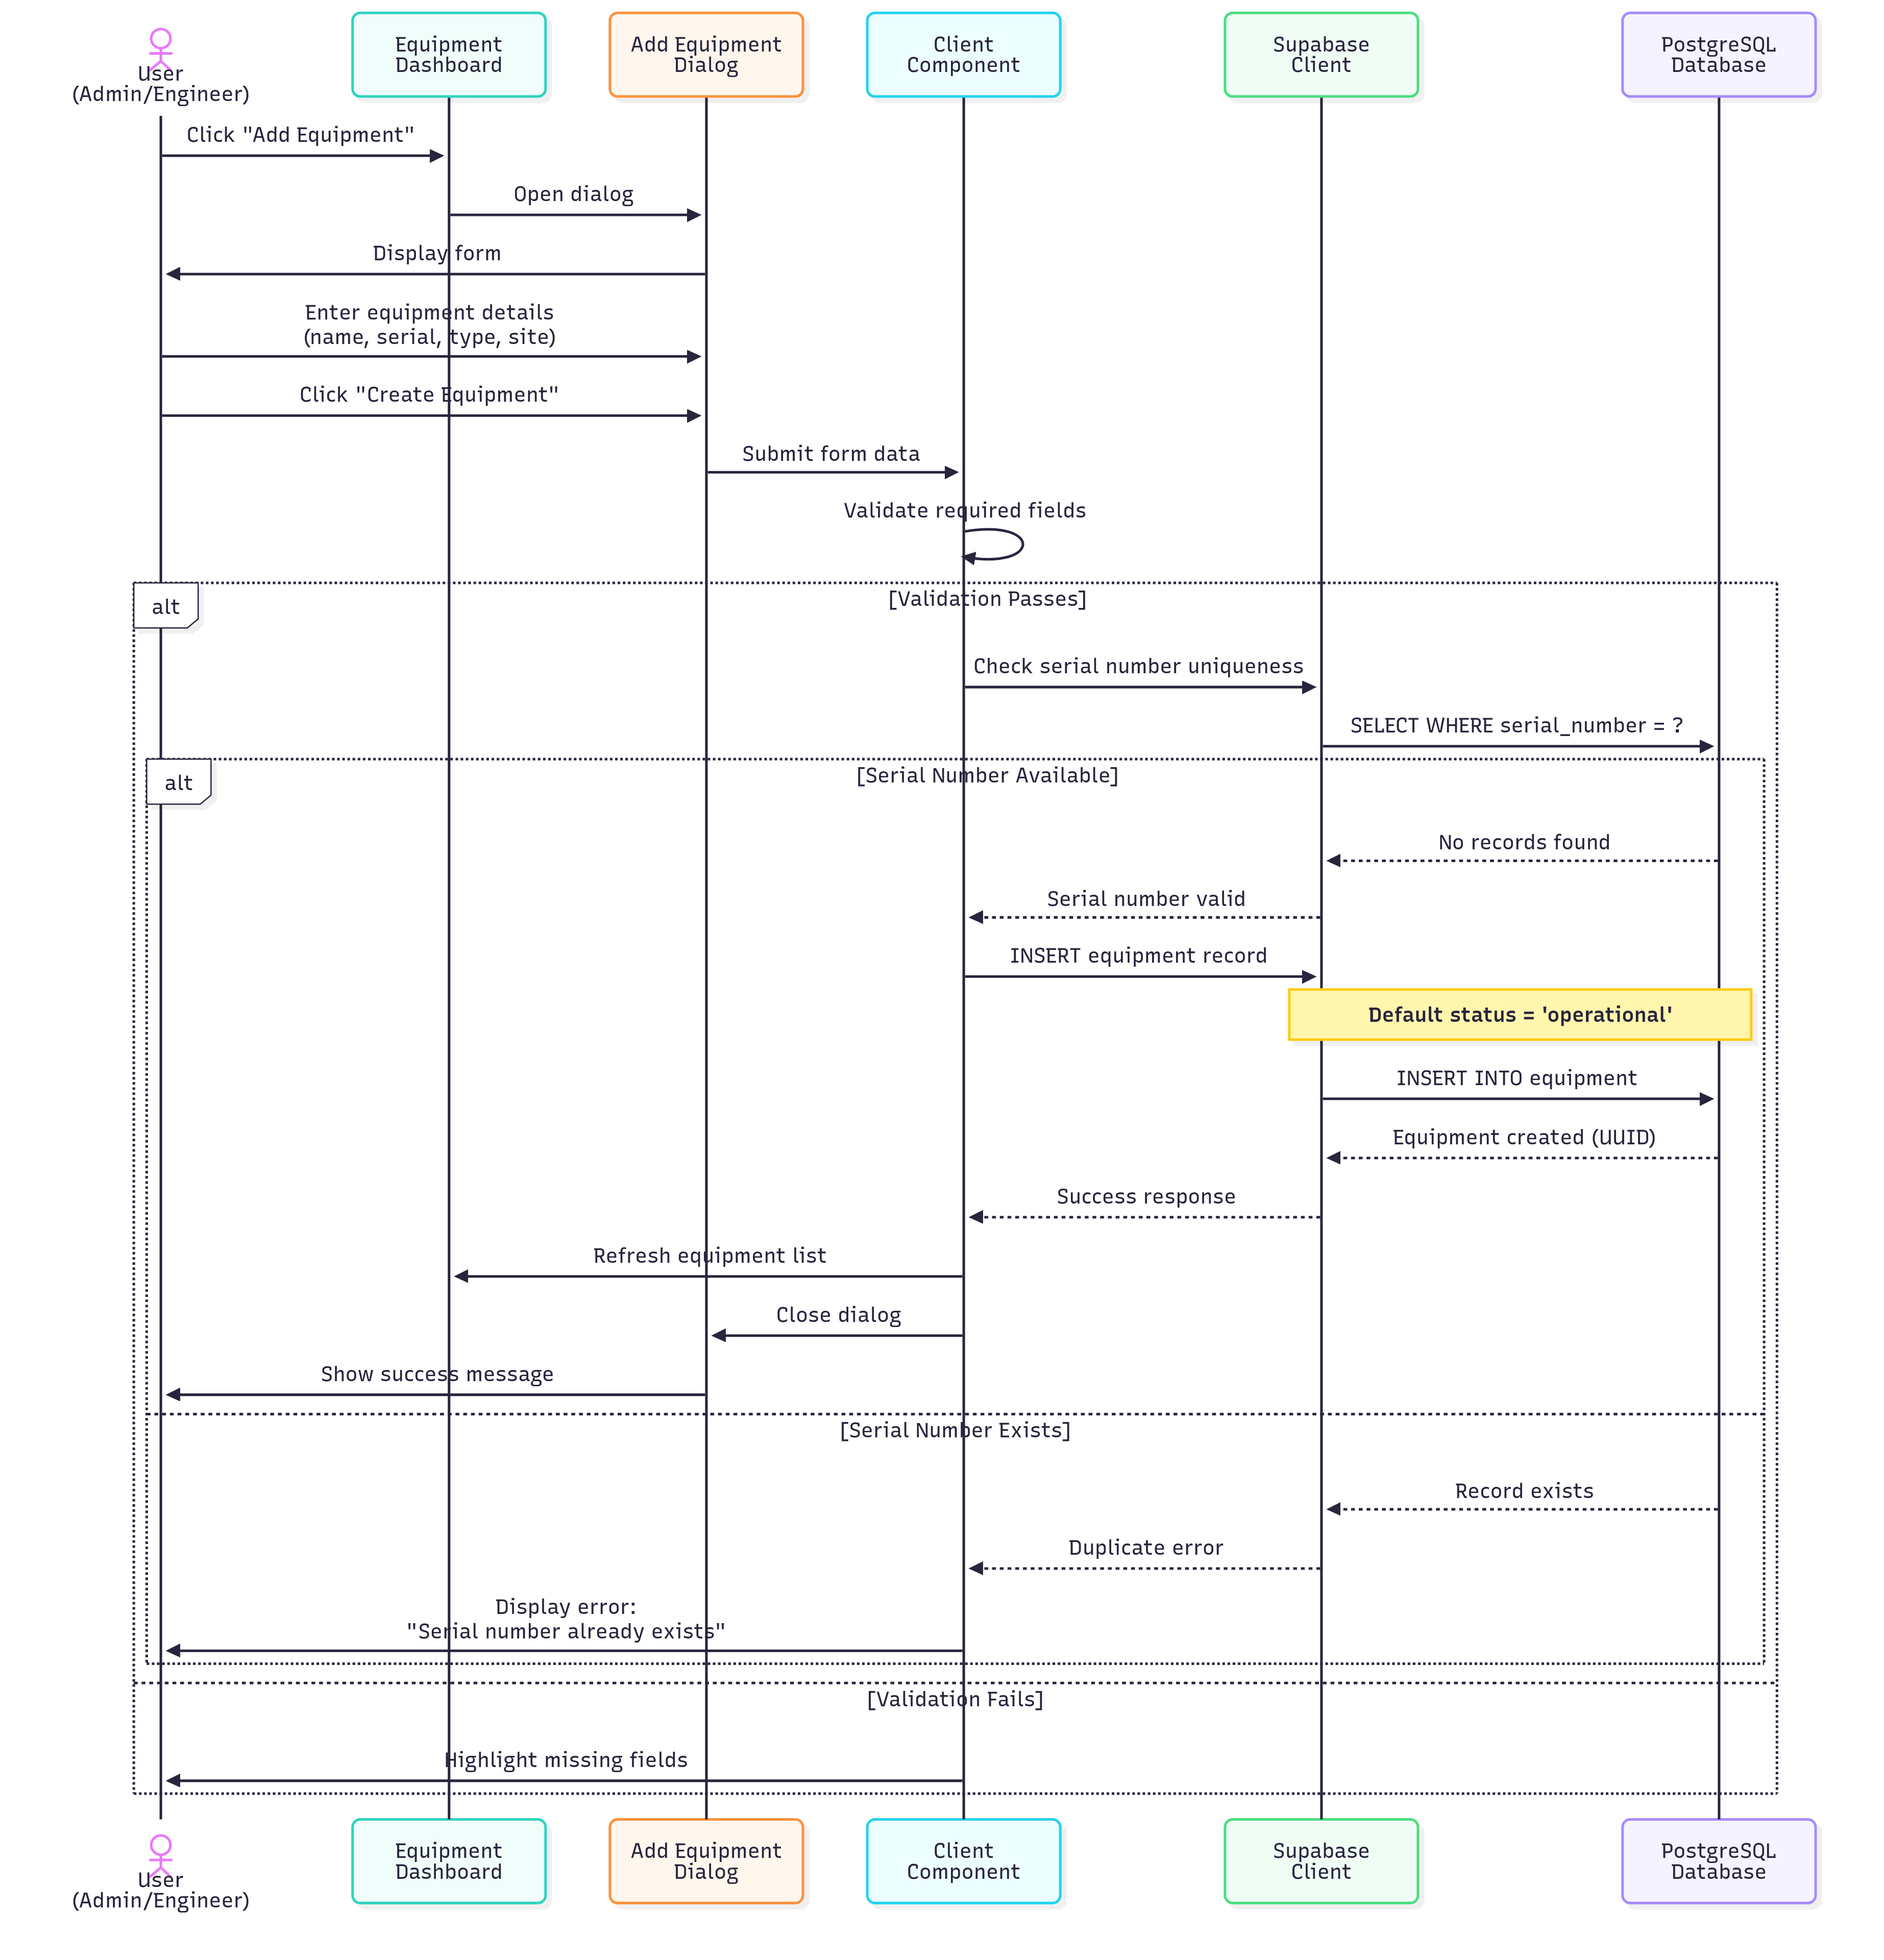 User
(Admin/Engineer)
Equipment
Dashboard
Add Equipment
Dialog
Client
Component
Supabase
Client
PostgreSQL
Database
Click "Add Equipment"
Open dialog
Display form
Enter equipment details
(name, serial, type, site)
Click "Create Equipment"
Submit form data
Validate required fields
alt
[Validation Passes]
Check serial number uniqueness
SELECT WHERE serial_number = ?
alt
[Serial Number Available]
No records found
Serial number valid
INSERT equipment record
Default status = 'operational'
INSERT INTO equipment
Equipment created (UUID)
Success response
Refresh equipment list
Close dialog
Show success message
[Serial Number Exists]
Record exists
Duplicate error
Display error:
"Serial number already exists"
[Validation Fails]
Highlight missing fields
User
(Admin/Engineer)
Equipment
Dashboard
Add Equipment
Dialog
Client
Component
Supabase
Client
PostgreSQL
Database